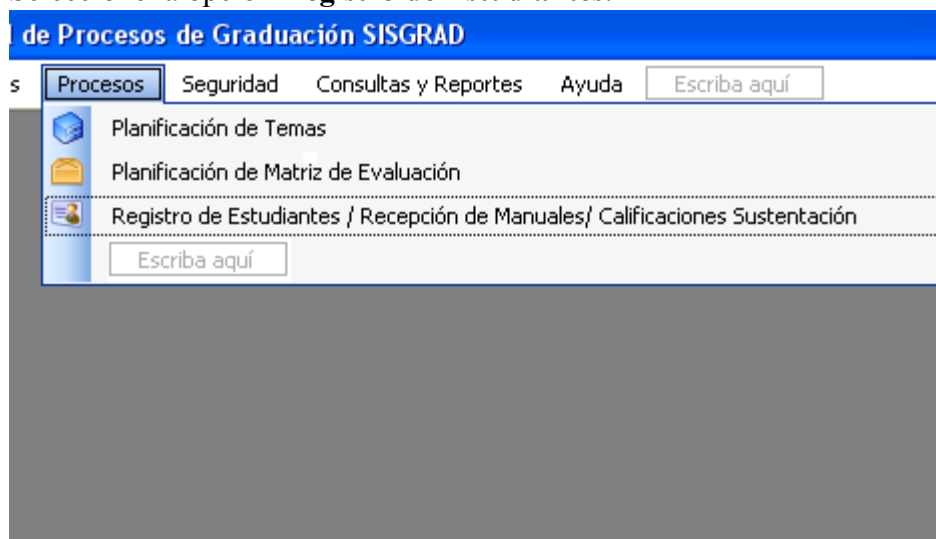 de Procesos de Graduación SISGRAD
s Procesos Seguridad Consultas y Reportes Ayuda Escriba aquí
Planificación de Temas
Planificación de Matriz de Evaluación
Registro de Estudiantes / Recepción de Manuales/ Calificaciones Sustentación
Escriba aquí